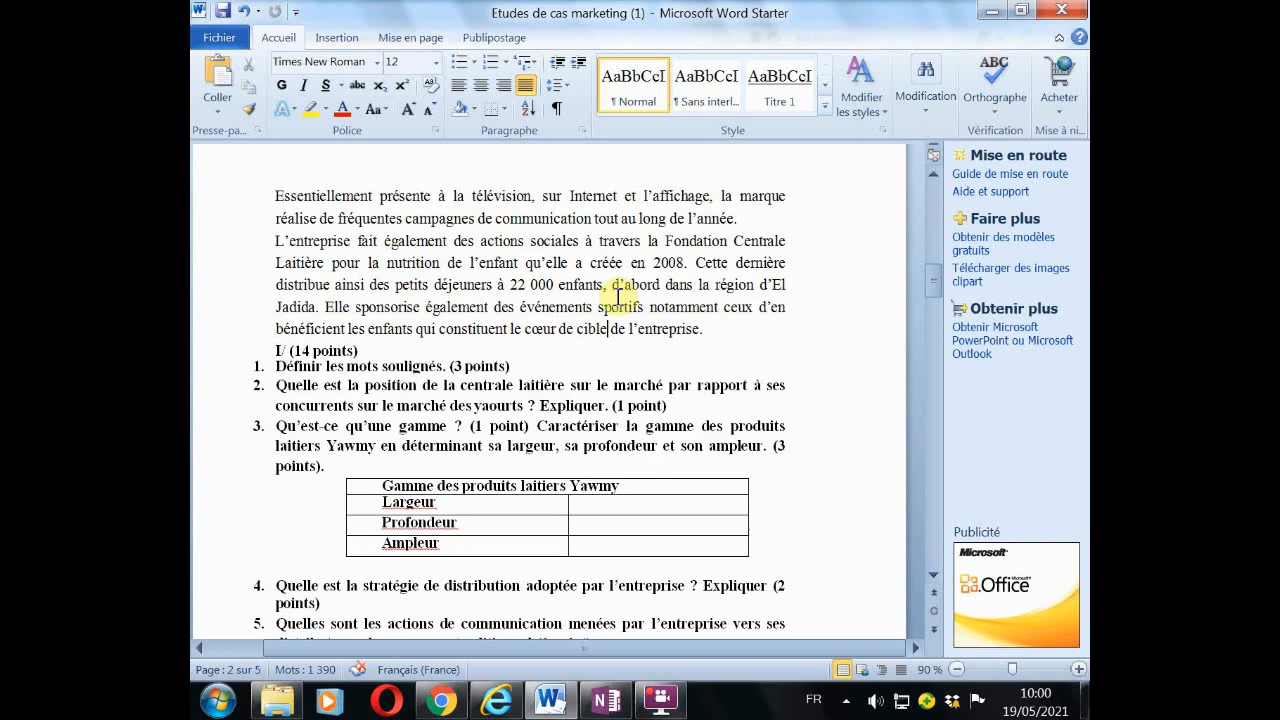 Etudes de cas marketing (1) - Microsoft Word Starter
Fichier Accueil Insertion Mise en page Publipostage
Times New Roman 12
Coller
G I S abe x₂ x²
A A Aa A A
AaBbCcI AaBbCcI AaBbCcI
¶ Normal ¶ Sans interl... Titre 1
Modifier les styles
Modification
ABC
Orthographe
Acheter
Presse-pa... Police Paragraphe Style Vérification Mise à ni...
Essentiellement présente à la télévision, sur Internet et l’affichage, la marque
réalise de fréquentes campagnes de communication tout au long de l’année.
L’entreprise fait également des actions sociales à travers la Fondation Centrale
Laitière pour la nutrition de l’enfant qu’elle a créée en 2008. Cette dernière
distribue ainsi des petits déjeuners à 22 000 enfants, d’abord dans la région d’El
Jadida. Elle sponsorise également des événements sportifs notamment ceux d’en
bénéficient les enfants qui constituent le cœur de cible de l’entreprise.
I/ (14 points)
1. Définir les mots soulignés. (3 points)
2. Quelle est la position de la centrale laitière sur le marché par rapport à ses
concurrents sur le marché des yaourts ? Expliquer. (1 point)
3. Qu’est-ce qu’une gamme ? (1 point) Caractériser la gamme des produits
laitiers Yawmy en déterminant sa largeur, sa profondeur et son ampleur. (3
points).
Gamme des produits laitiers Yawmy
Largeur
Profondeur
Ampleur
4. Quelle est la stratégie de distribution adoptée par l’entreprise ? Expliquer (2
points)
5. Quelles sont les actions de communication menées par l’entreprise vers ses
Mise en route
Guide de mise en route
Aide et support
Faire plus
Obtenir des modèles
gratuits
Télécharger des images
clipart
Obtenir plus
Obtenir Microsoft
PowerPoint ou Microsoft
Outlook
Publicité
Microsoft
Microsoft
Office
Page : 2 sur 5 Mots : 1 390 Français (France) 90 %
FR 10:00
19/05/2021